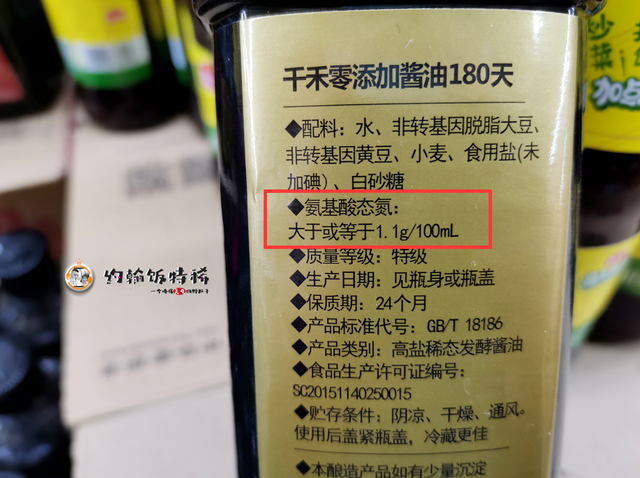 千禾零添加酱油180天
◆配料：水、非转基因脱脂大豆、
非转基因黄豆、小麦、食用盐(未
加碘)、白砂糖
◆氨基酸态氮：
大于或等于1.1g/100mL
◆质量等级：特级
◆生产日期：见瓶身或瓶盖
◆保质期：24个月
◆产品标准代号：GB/T 18186
◆产品类别：高盐稀态发酵酱油
◆食品生产许可证编号：
SC20151140250015
◆贮存条件：阴凉、干燥、通风。
使用后盖紧瓶盖，冷藏更佳
◆本酿造产品如有少量沉淀
约翰饭特稀
炒
菜
加点